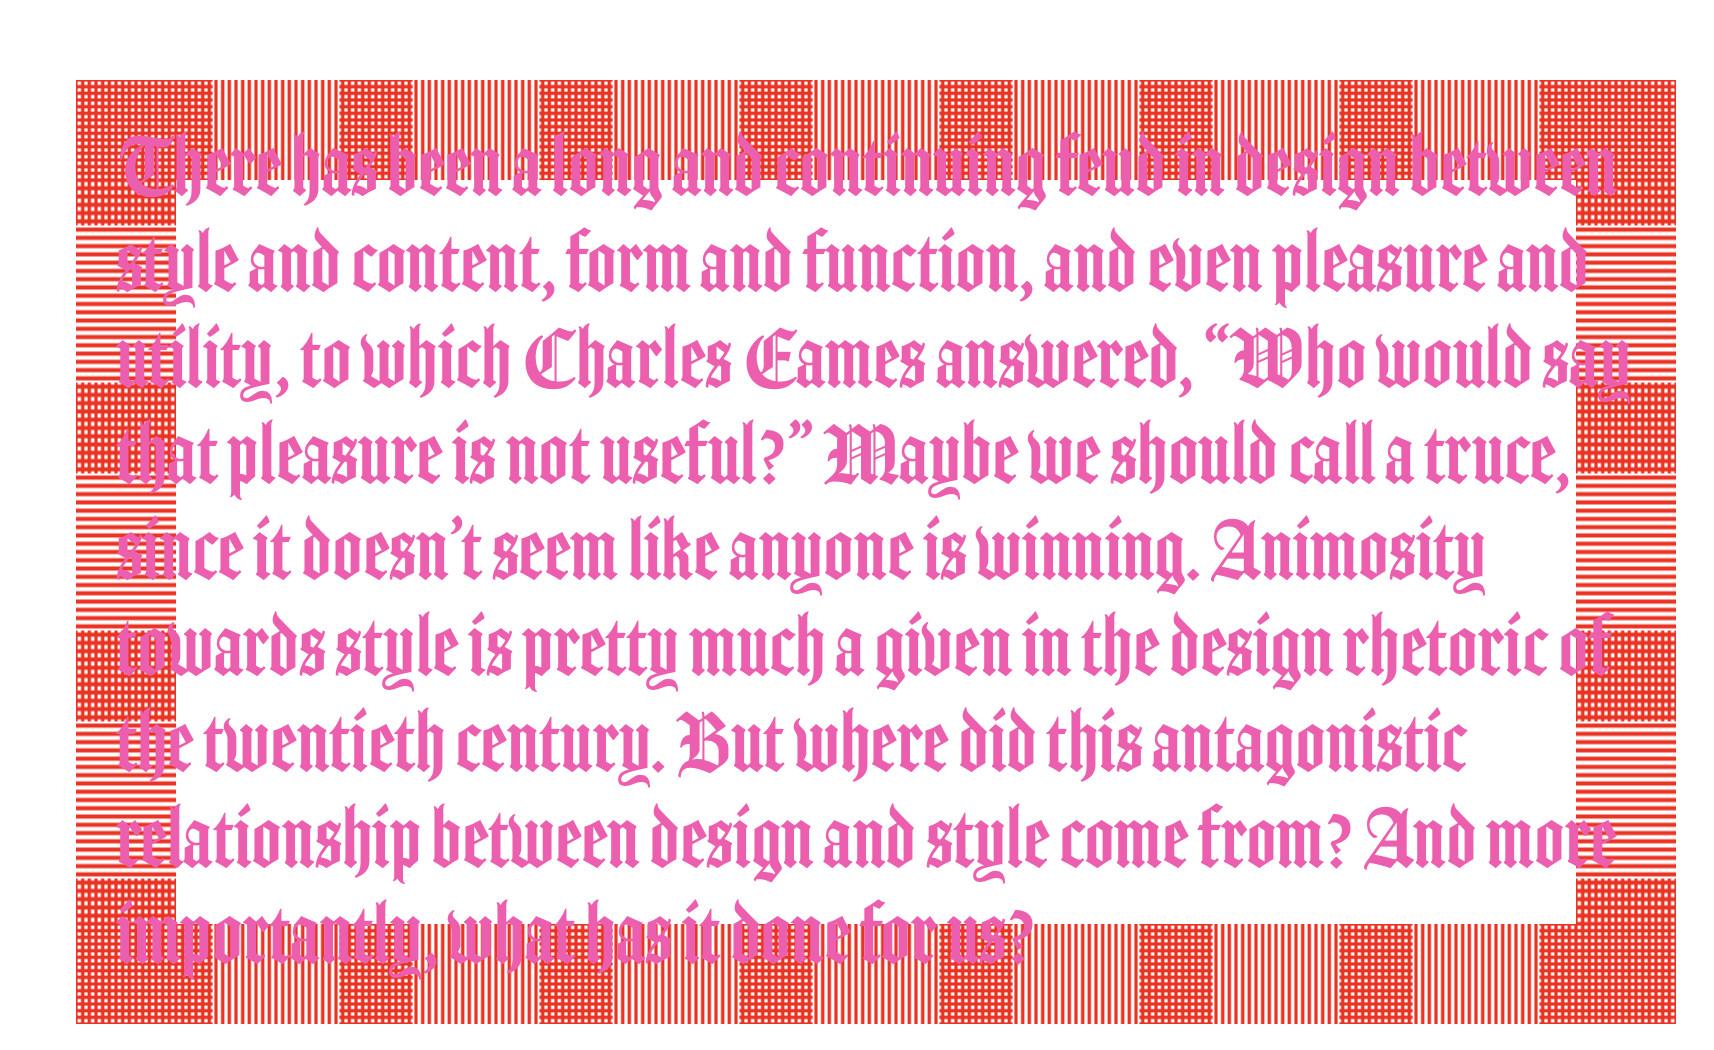 There has been a long and continuing feud in design between
style and content, form and function, and even pleasure and
utility, to which Charles Eames answered, “Who would say
that pleasure is not useful?” Maybe we should call a truce,
since it doesn’t seem like anyone is winning. Animosity
towards style is pretty much a given in the design rhetoric of
the twentieth century. But where did this antagonistic
relationship between design and style come from? And more
importantly, what has it done for us?